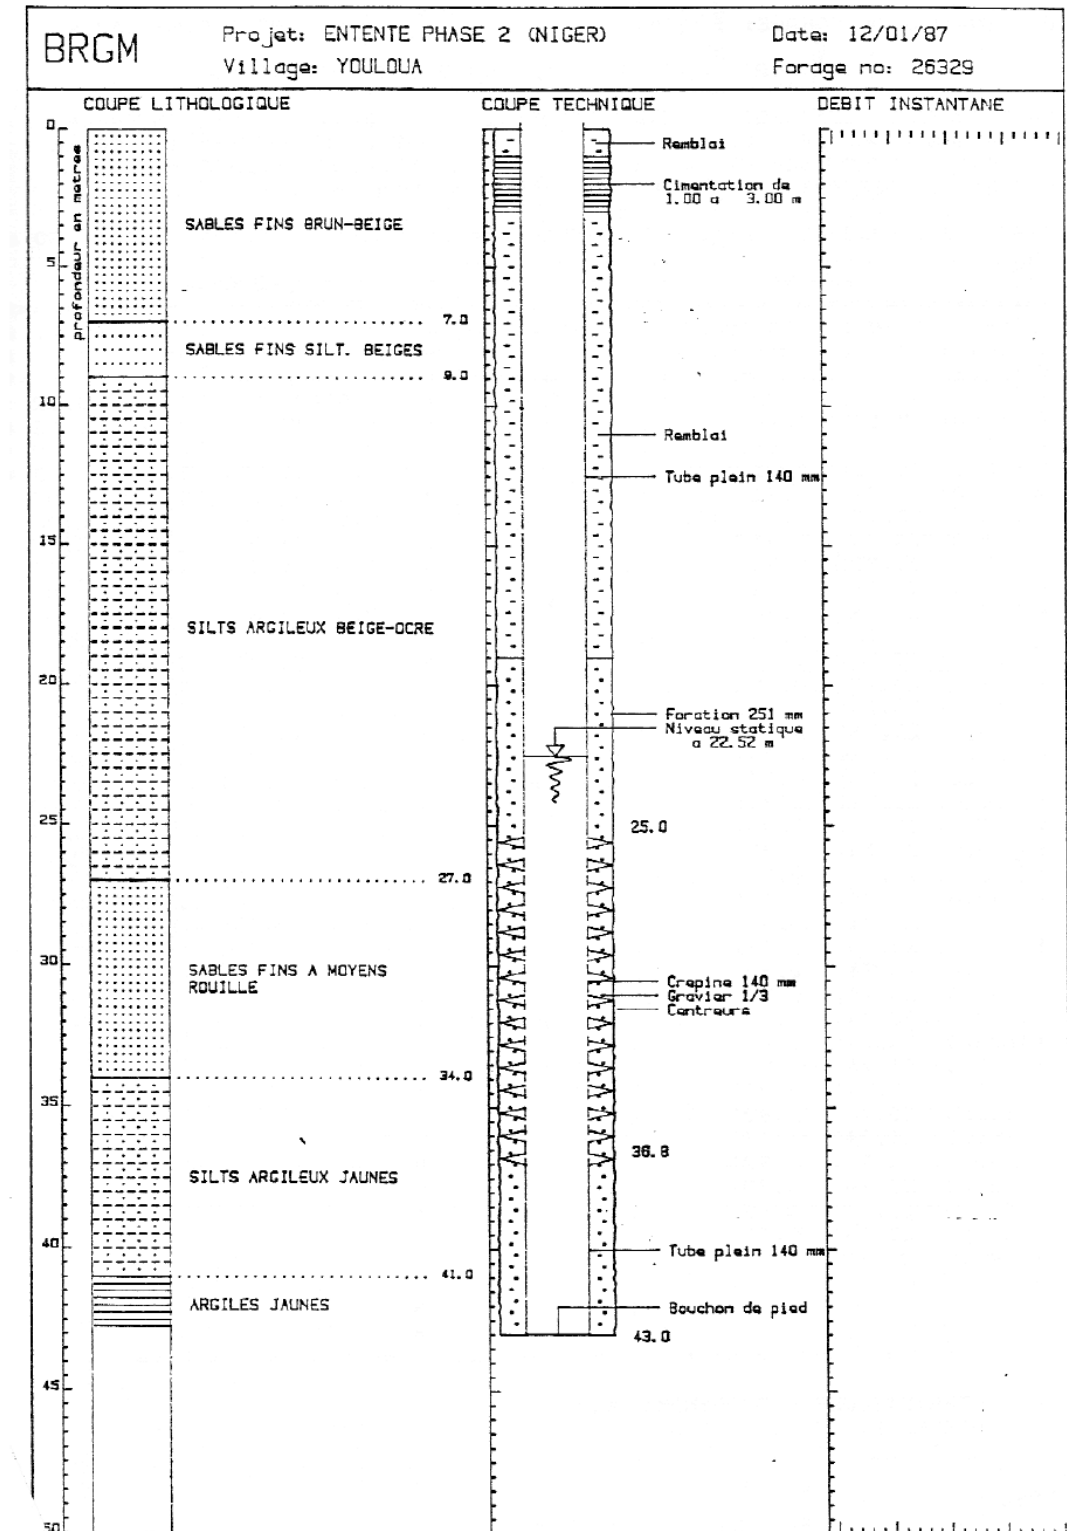 BRGM
Projet: ENTENTE PHASE 2 (NIGER)
Date: 12/01/87
Village: YOULOUA
Forage no: 26329
COUPE LITHOLOGIQUE
COUPE TECHNIQUE
DEBIT INSTANTANE
profondeur en metres
0
5
10
15
20
25
30
35
40
45
50
SABLES FINS BRUN-BEIGE
7.0
SABLES FINS SILT. BEIGES
9.0
SILTS ARGILEUX BEIGE-OCRE
27.0
SABLES FINS A MOYENS
ROUILLE
34.0
SILTS ARGILEUX JAUNES
41.0
ARGILES JAUNES
Remblai
Cimentation de
1.00 a 3.00 m
Remblai
Tube plein 140 mm
Foration 251 mm
Niveau statique
a 22.52 m
25.0
Crepine 140 mm
Gravier 1/3
Centreurs
36.8
Tube plein 140 mm
Bouchon de pied
43.0